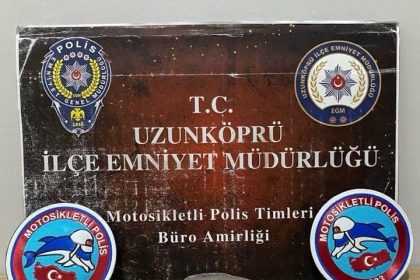 POLİS
EMNİYET GENEL MÜDÜRLÜĞÜ
1845
UZUNKÖPRÜ İLÇE EMNİYET MÜDÜRLÜĞÜ
EGM
T.C.
UZUNKÖPRÜ
İLÇE EMNİYET MÜDÜRLÜĞÜ
Motosikletli Polis Timleri
Büro Amirliği
MOTOSİKLETLİ POLİS
MOTOSİKLETLİ POLİS